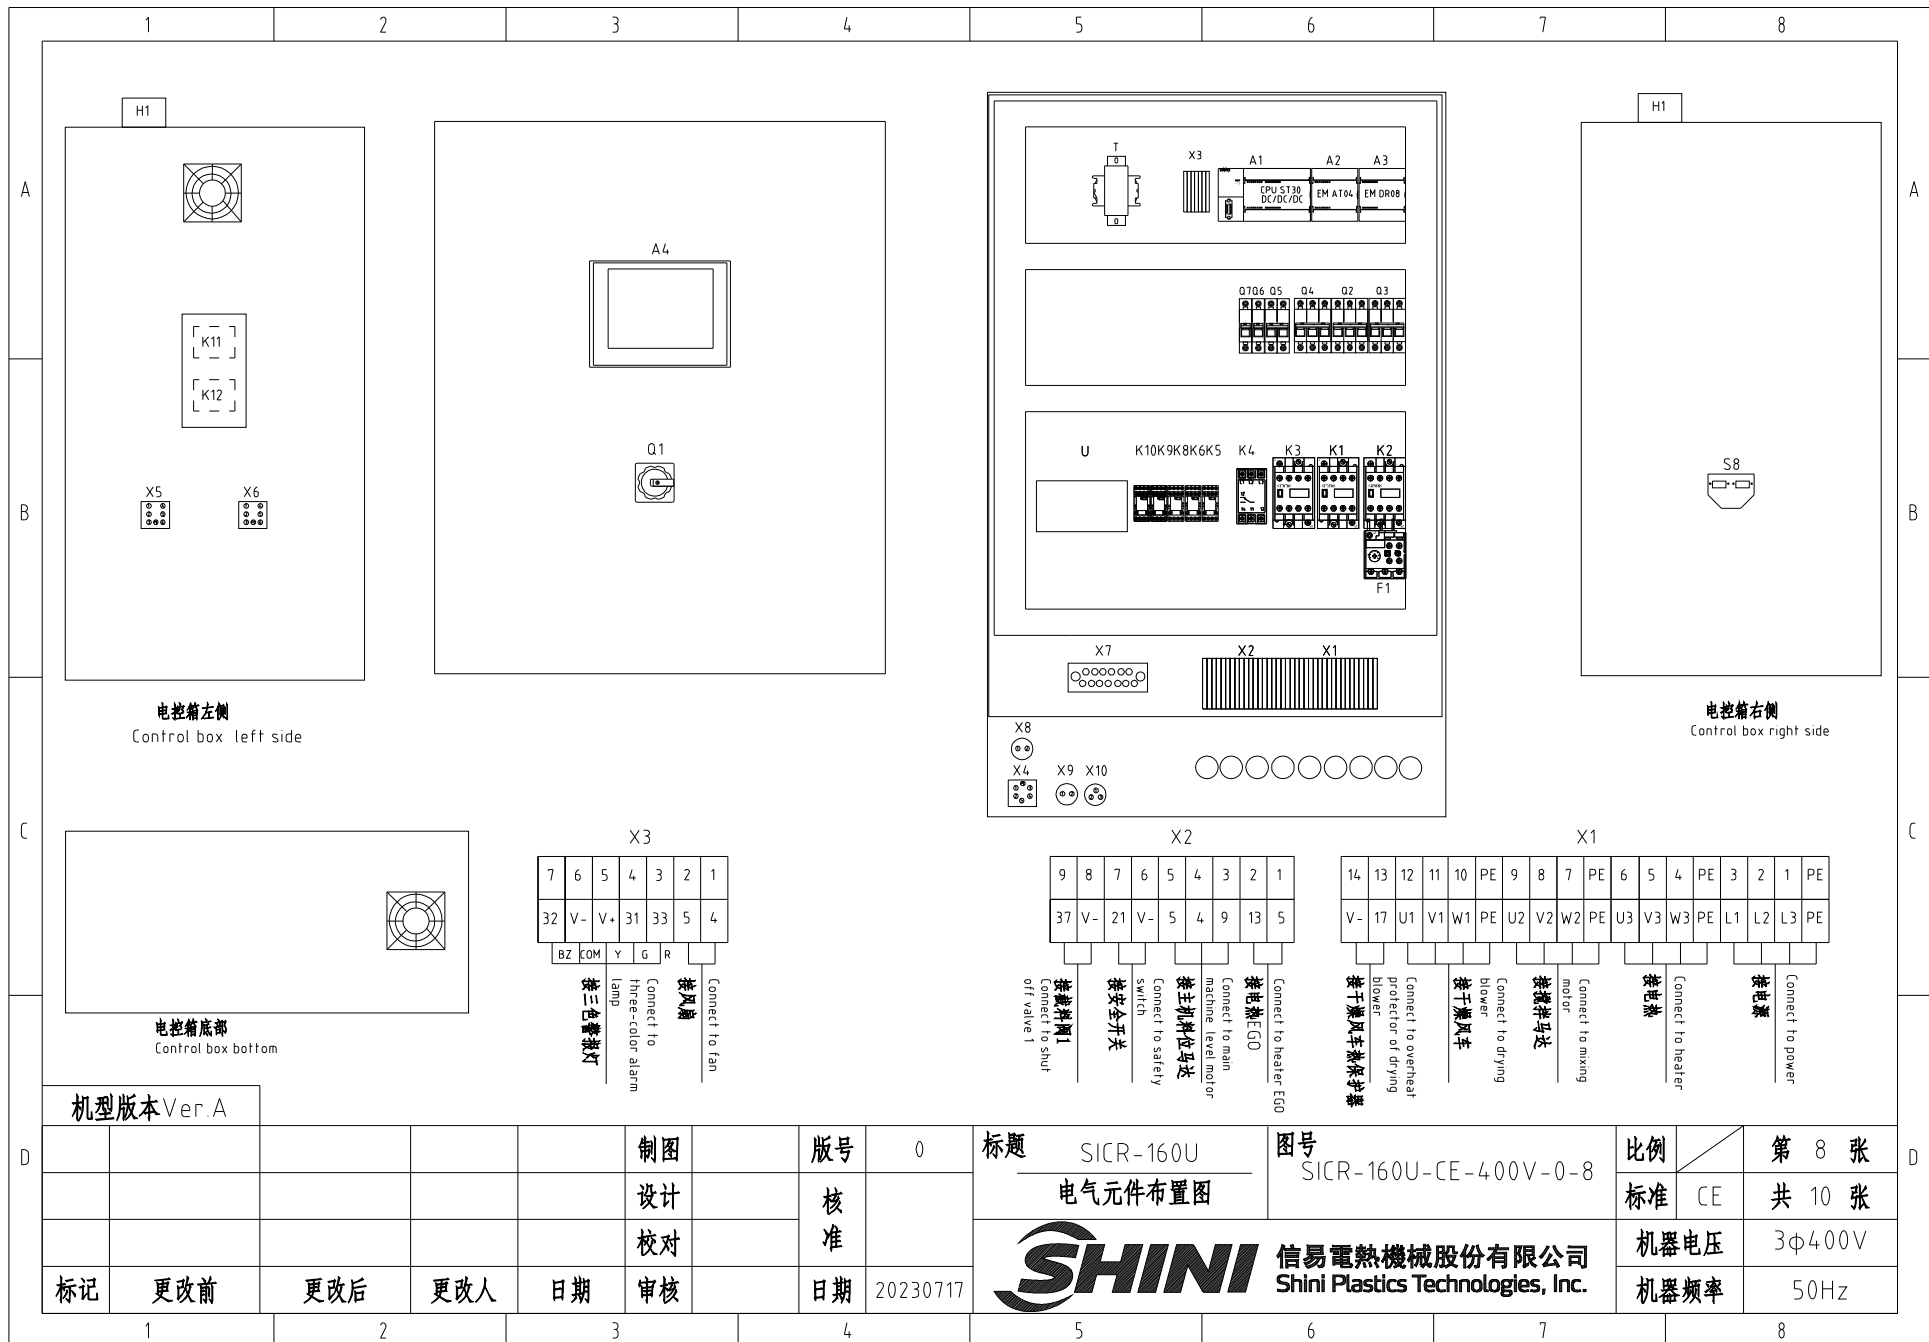 1 2 3 4 5 6 7 8
A
A
B
B
C
C
D
D
H1
K11
K12
X5 X6
电控箱左侧
Control box left side
A4
Q1
T
X3
A1 A2 A3
CPU ST30
DC/DC/DC
EM AT04
EM DR08
Q7 Q6 Q5 Q4 Q2 Q3
U K10 K9 K8 K6 K5 K4 K3 K1 K2
F1
X7 X2 X1
X8
X4 X9 X10
H1
S8
电控箱右侧
Control box right side
电控箱底部
Control box bottom
X3
7 6 5 4 3 2 1
32 V- V+ 31 33 5 4
BZ COM Y G R
接三色警报灯
Connect to
three-color alarm
lamp
接风扇
Connect to fan
X2
9 8 7 6 5 4 3 2 1
37 V- 21 V- 5 4 9 13 5
接截料阀1
Connect to shut
off valve 1
接安全开关
Connect to safety
switch
接主机料位马达
Connect to main
machine level motor
接电热EGO
Connect to heater EGO
X1
14 13 12 11 10 PE 9 8 7 PE 6 5 4 PE 3 2 1 PE
V- 17 U1 V1 W1 PE U2 V2 W2 PE U3 V3 W3 PE L1 L2 L3 PE
接干燥风车热保护器
Connect to overheat
protector of drying
blower
接干燥风车
Connect to drying
blower
接搅拌马达
Connect to mixing
motor
接电热
Connect to heater
接电源
Connect to power
机型版本Ver.A
制图
设计
校对
标记 更改前 更改后 更改人 日期 审核
版号 0
核准
日期 20230717
标题 SICR-160U
电气元件布置图
图号 SICR-160U-CE-400V-0-8
比例 第 8 张
标准 CE 共 10 张
机器电压 3φ400V
机器频率 50Hz
SHINI
信易電熱機械股份有限公司
Shini Plastics Technologies, Inc.
1 2 3 4 5 6 7 8